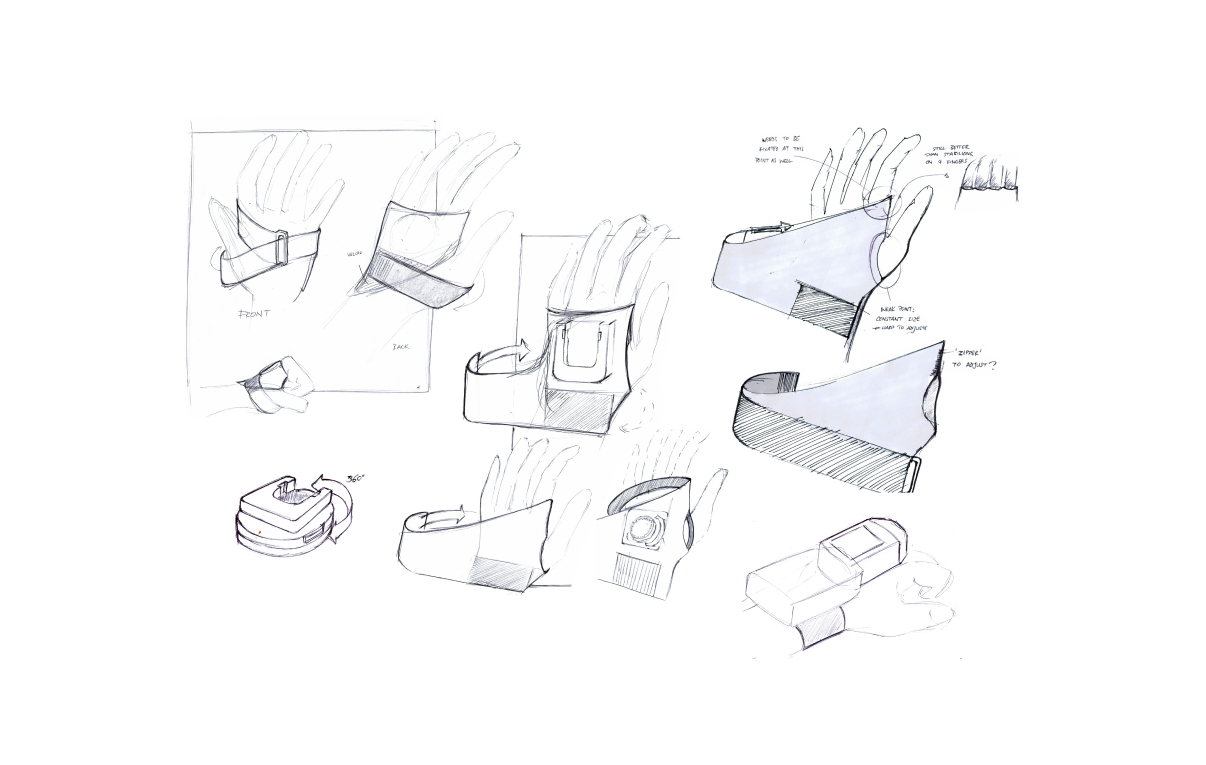 NEEDS TO BE
FIXATED AT THIS
POINT AS WELL
STILL BETTER
THAN STABILIZING
ON 4 FINGERS
VELCRO
FRONT
BACK
WEAK POINT;
CONSTANT SIZE
→ HARD TO ADJUST
'ZIPPER'
TO ADJUST?
360°